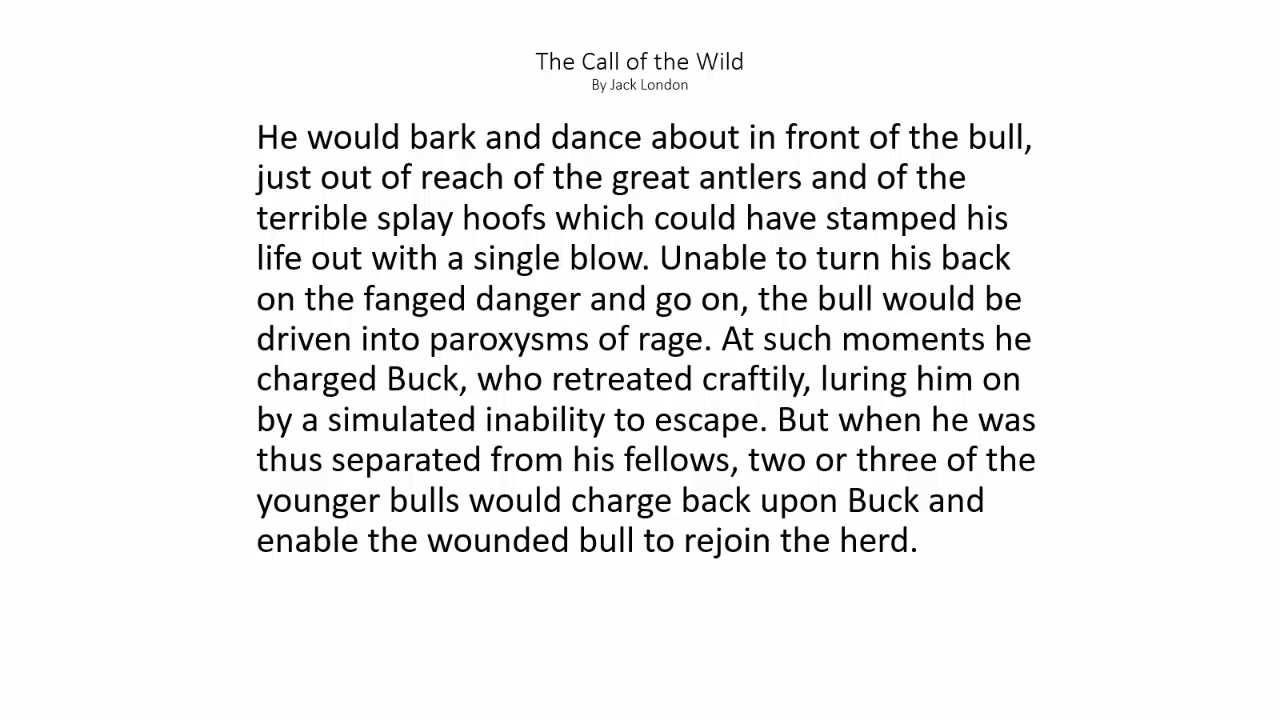 The Call of the Wild
By Jack London
He would bark and dance about in front of the bull,
just out of reach of the great antlers and of the
terrible splay hoofs which could have stamped his
life out with a single blow. Unable to turn his back
on the fanged danger and go on, the bull would be
driven into paroxysms of rage. At such moments he
charged Buck, who retreated craftily, luring him on
by a simulated inability to escape. But when he was
thus separated from his fellows, two or three of the
younger bulls would charge back upon Buck and
enable the wounded bull to rejoin the herd.